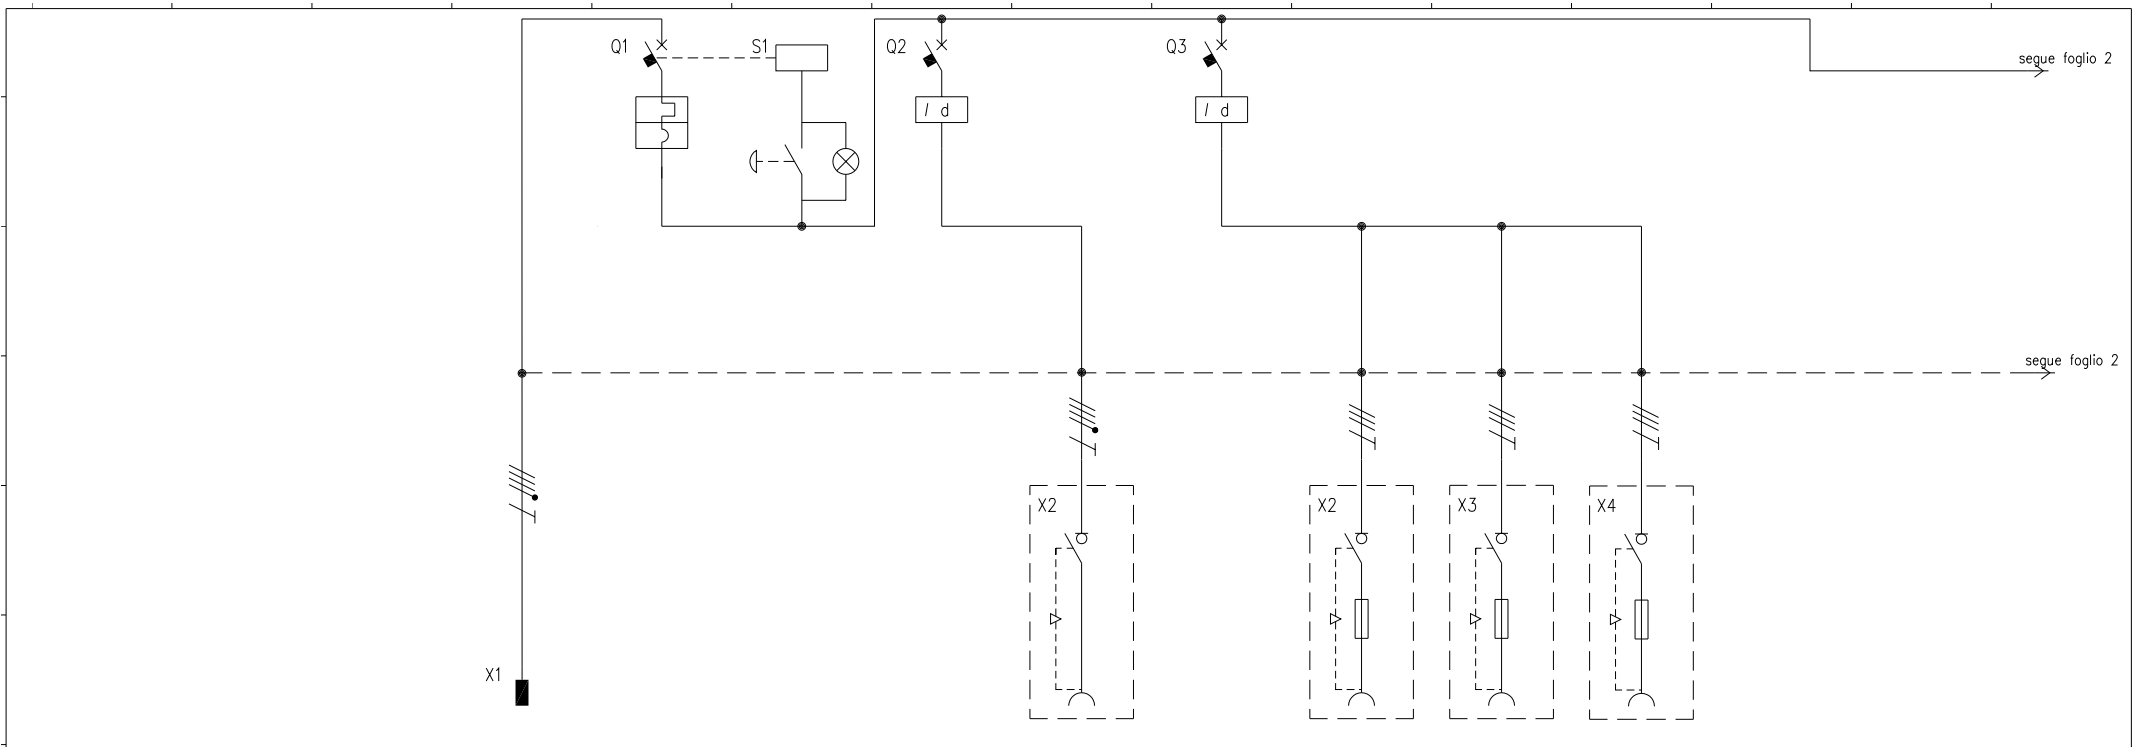 Q1
S1
Q2
Q3
segue foglio 2
I d
I d
segue foglio 2
X2
X2
X3
X4
X1